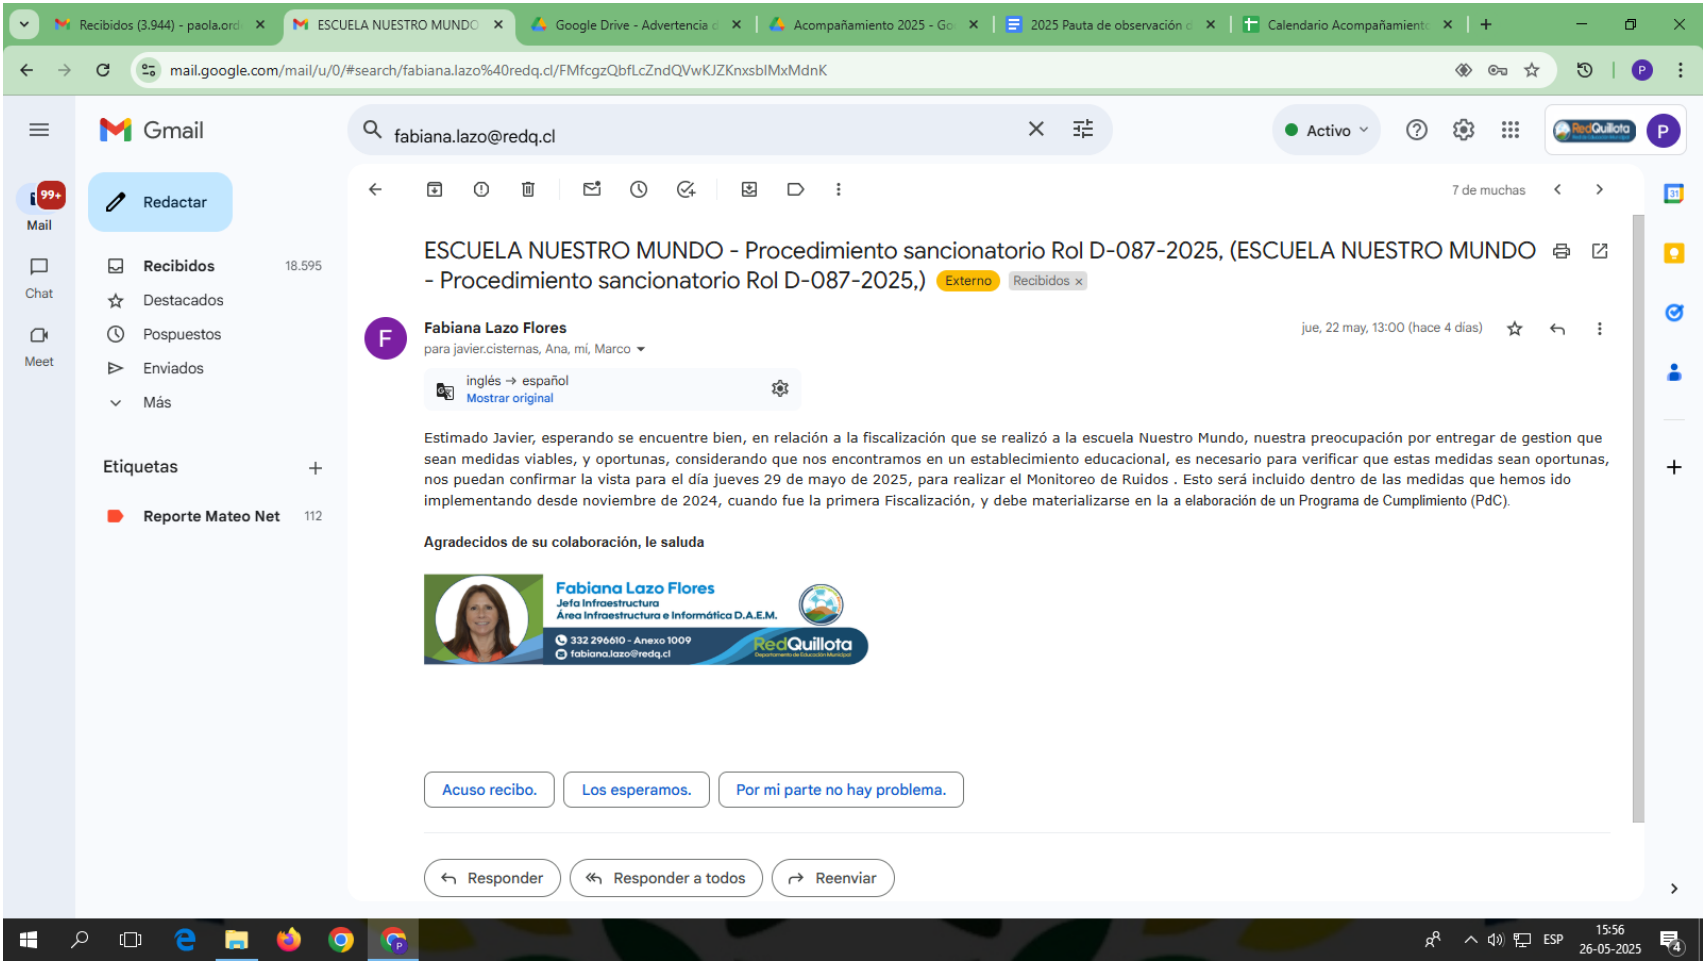 Recibidos (3.944) - paola.ord
ESCUELA NUESTRO MUNDO
Google Drive - Advertencia d
Acompañamiento 2025 - Go
2025 Pauta de observación d
Calendario Acompañamiento
mail.google.com/mail/u/0/#search/fabiana.lazo%40redq.cl/FMfcgzQbfLcZndQVwKJZKnxsblMxMdnK
P
Gmail
fabiana.lazo@redq.cl
Activo
RedQuillota
P
99+
Mail
Chat
Meet
Redactar
Recibidos 18.595
Destacados
Pospuestos
Enviados
Más
Etiquetas
Reporte Mateo Net 112
7 de muchas
31
ESCUELA NUESTRO MUNDO - Procedimiento sancionatorio Rol D-087-2025, (ESCUELA NUESTRO MUNDO
- Procedimiento sancionatorio Rol D-087-2025,) Externo Recibidos x
F
Fabiana Lazo Flores
jue, 22 may, 13:00 (hace 4 días)
para javier.cisternas, Ana, mí, Marco
inglés → español
Mostrar original
Estimado Javier, esperando se encuentre bien, en relación a la fiscalización que se realizó a la escuela Nuestro Mundo, nuestra preocupación por entregar de gestion que
sean medidas viables, y oportunas, considerando que nos encontramos en un establecimiento educacional, es necesario para verificar que estas medidas sean oportunas,
nos puedan confirmar la vista para el día jueves 29 de mayo de 2025, para realizar el Monitoreo de Ruidos . Esto será incluido dentro de las medidas que hemos ido
implementando desde noviembre de 2024, cuando fue la primera Fiscalización, y debe materializarse en la a elaboración de un Programa de Cumplimiento (PdC).
Agradecidos de su colaboración, le saluda
Fabiana Lazo Flores
Jefa Infraestructura
Área Infraestructura e Informática D.A.E.M.
332 296610 - Anexo 1009
fabiana.lazo@redq.cl
RedQuillota
Departamento de Educación Municipal
Acuso recibo.
Los esperamos.
Por mi parte no hay problema.
Responder
Responder a todos
Reenviar
P
ESP
15:56
26-05-2025
4